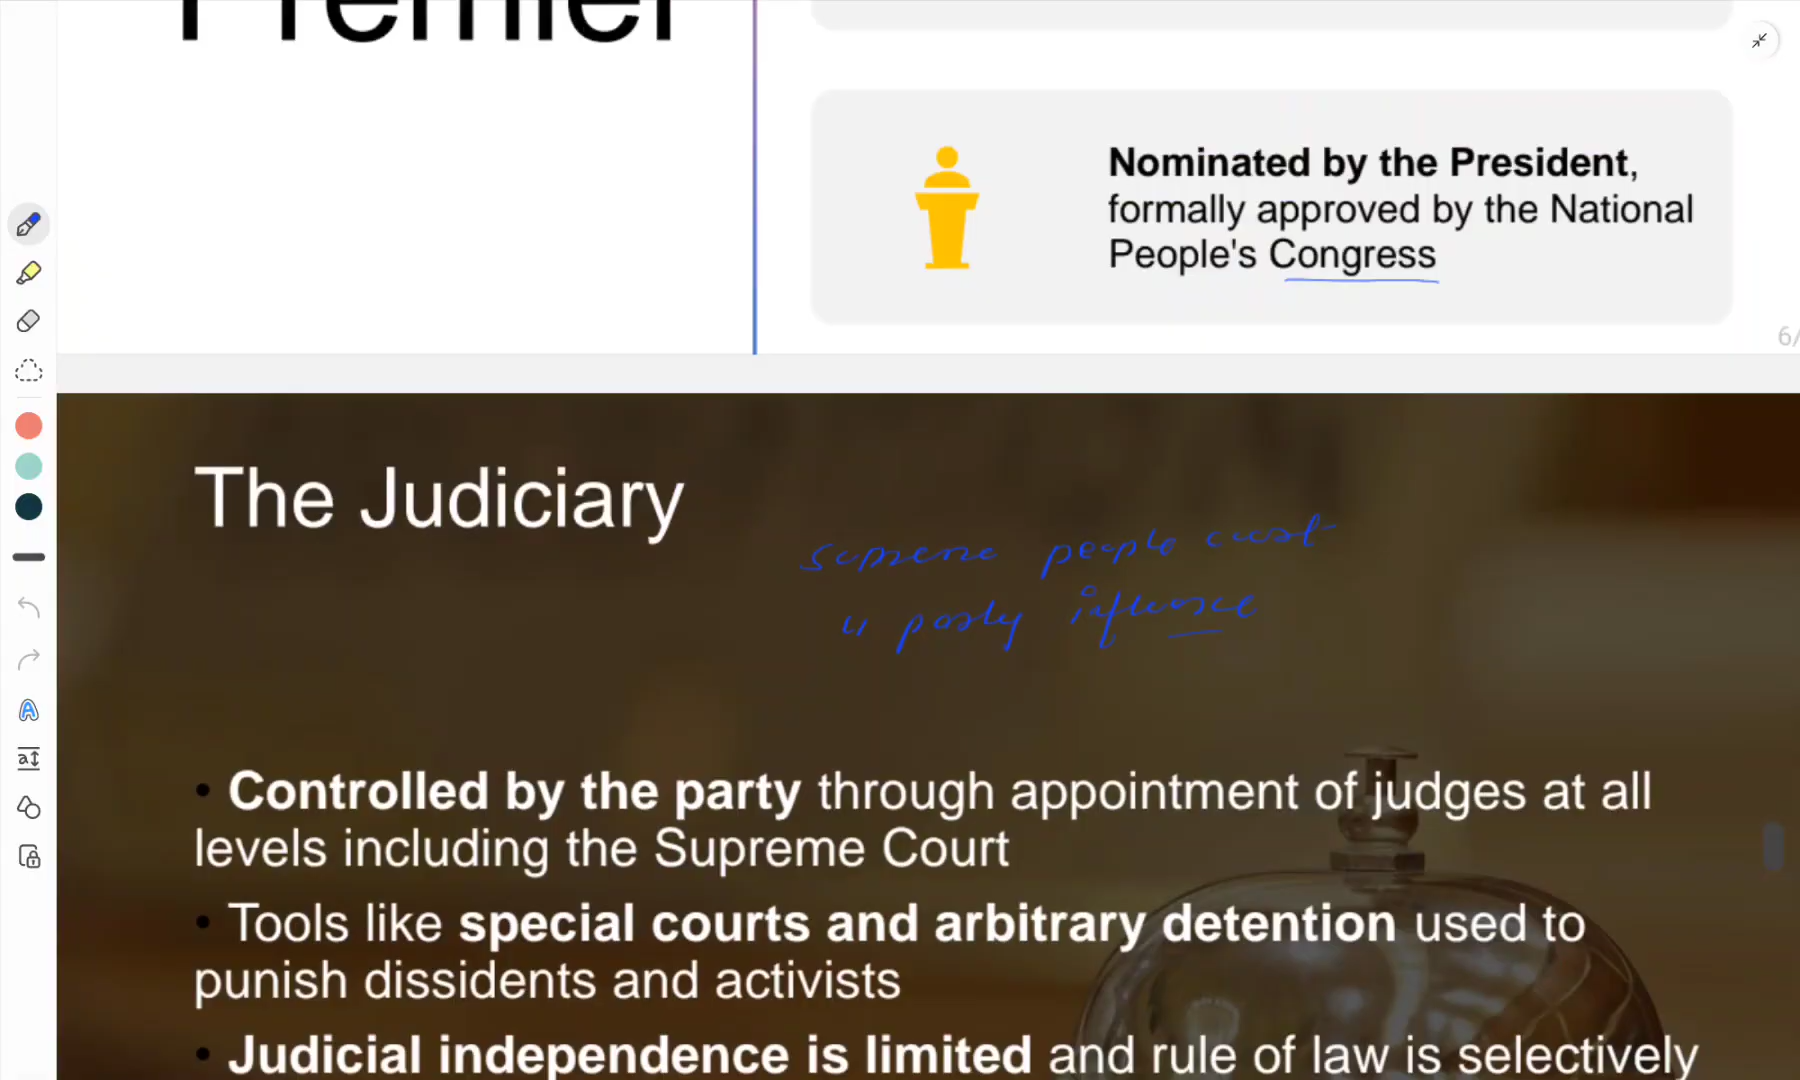 Premier
Nominated by the President,
formally approved by the National
People's Congress
6/
The Judiciary
supreme people court
party influence
• Controlled by the party through appointment of judges at all
levels including the Supreme Court
• Tools like special courts and arbitrary detention used to
punish dissidents and activists
• Judicial independence is limited and rule of law is selectively